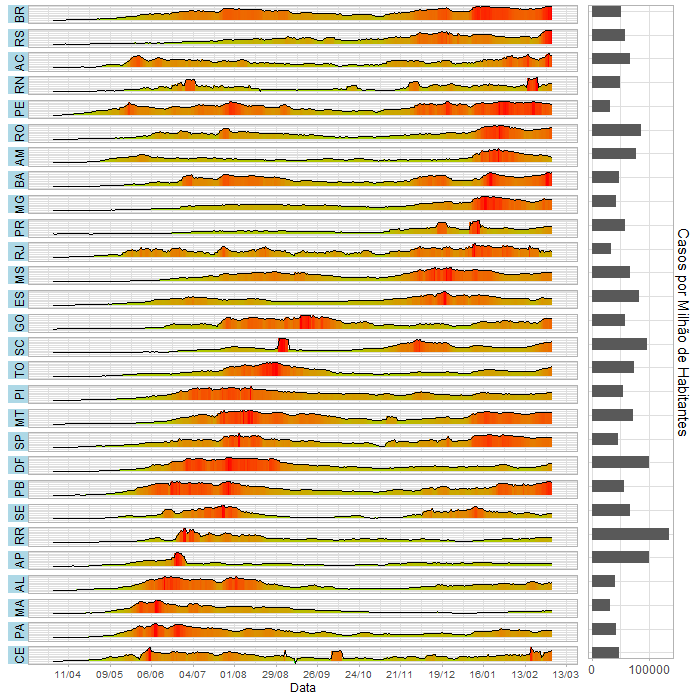 BR
RS
AC
RN
PE
RO
AM
BA
MG
PR
RJ
MS
ES
GO
SC
TO
PI
MT
SP
DF
PB
SE
RR
AP
AL
MA
PA
CE
11/04 09/05 06/06 04/07 01/08 29/08 26/09 24/10 21/11 19/12 16/01 13/02 13/03
Data
0 100000
Casos por Milhão de Habitantes